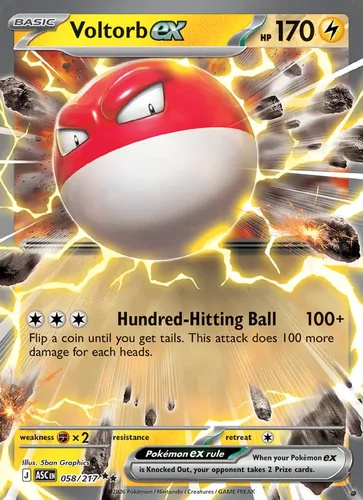 BASIC Voltorb ex HP 170
Hundred-Hitting Ball 100+
Flip a coin until you get tails. This attack does 100 more
damage for each heads.
weakness ×2 resistance retreat
Illus. 5ban Graphics
Pokémon ex rule
When your Pokémon ex
is Knocked Out, your opponent takes 2 Prize cards.
J ASC EN 058/217
©2026 Pokémon / Nintendo / Creatures / GAME FREAK